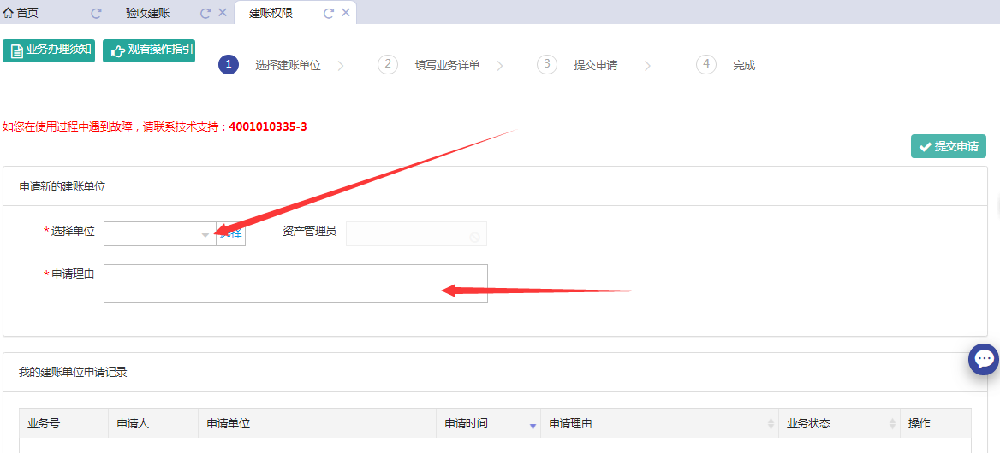 首页 验收建账 建账权限
业务办理须知 观看操作指引
1 选择建账单位 2 填写业务详单 3 提交申请 4 完成
如您在使用过程中遇到故障，请联系技术支持：4001010335-3
提交申请
申请新的建账单位
*选择单位 选择 资产管理员
*申请理由
我的建账单位申请记录
业务号 申请人 申请单位 申请时间 申请理由 业务状态 操作